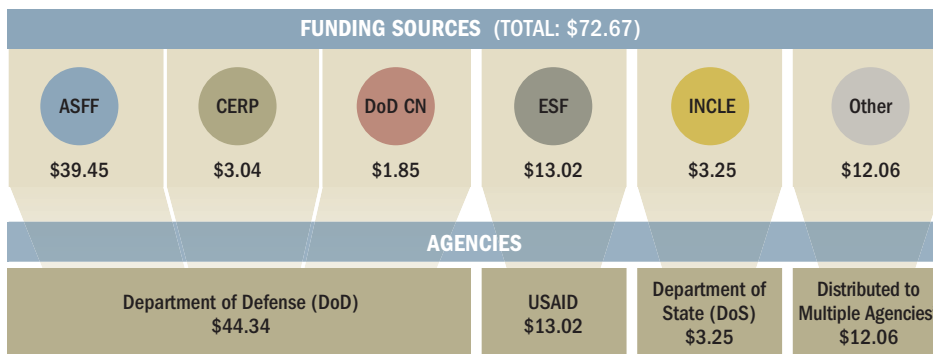 FUNDING SOURCES (TOTAL: $72.67)
ASFF
CERP
DoD CN
ESF
INCLE
Other
$39.45
$3.04
$1.85
$13.02
$3.25
$12.06
AGENCIES
Department of Defense (DoD)
$44.34
USAID
$13.02
Department of
State (DoS)
$3.25
Distributed to
Multiple Agencies
$12.06